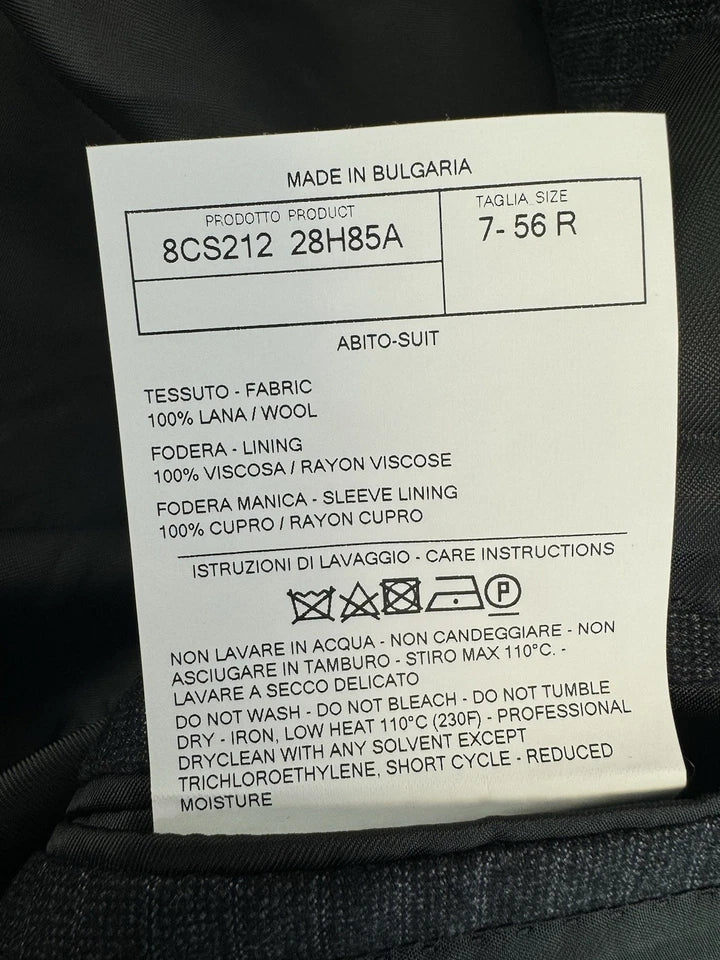 MADE IN BULGARIA
PRODOTTO PRODUCT
8CS212 28H85A
TAGLIA SIZE
7- 56 R
ABITO-SUIT
TESSUTO - FABRIC
100% LANA / WOOL
FODERA - LINING
100% VISCOSA / RAYON VISCOSE
FODERA MANICA - SLEEVE LINING
100% CUPRO / RAYON CUPRO
ISTRUZIONI DI LAVAGGIO - CARE INSTRUCTIONS
P
NON LAVARE IN ACQUA - NON CANDEGGIARE - NON
ASCIUGARE IN TAMBURO - STIRO MAX 110°C. -
LAVARE A SECCO DELICATO
DO NOT WASH - DO NOT BLEACH - DO NOT TUMBLE
DRY - IRON, LOW HEAT 110°C (230F) - PROFESSIONAL
DRYCLEAN WITH ANY SOLVENT EXCEPT
TRICHLOROETHYLENE, SHORT CYCLE - REDUCED
MOISTURE